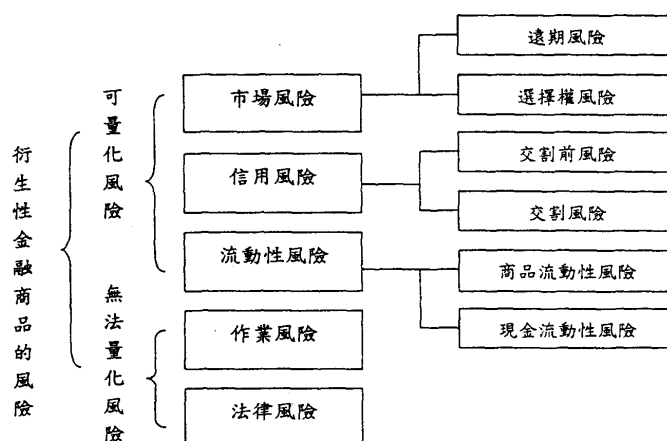 衍生性金融商品的風險
可量化風險
無法量化風險
市場風險
信用風險
流動性風險
作業風險
法律風險
遠期風險
選擇權風險
交割前風險
交割風險
商品流動性風險
現金流動性風險